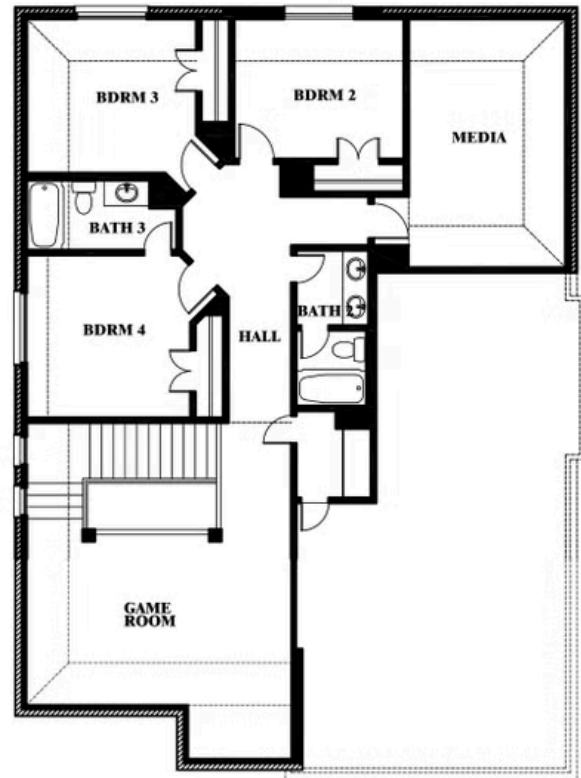 BDRM 3
BDRM 2
MEDIA
BATH 3
BATH 2
BDRM 4
HALL
GAME
ROOM